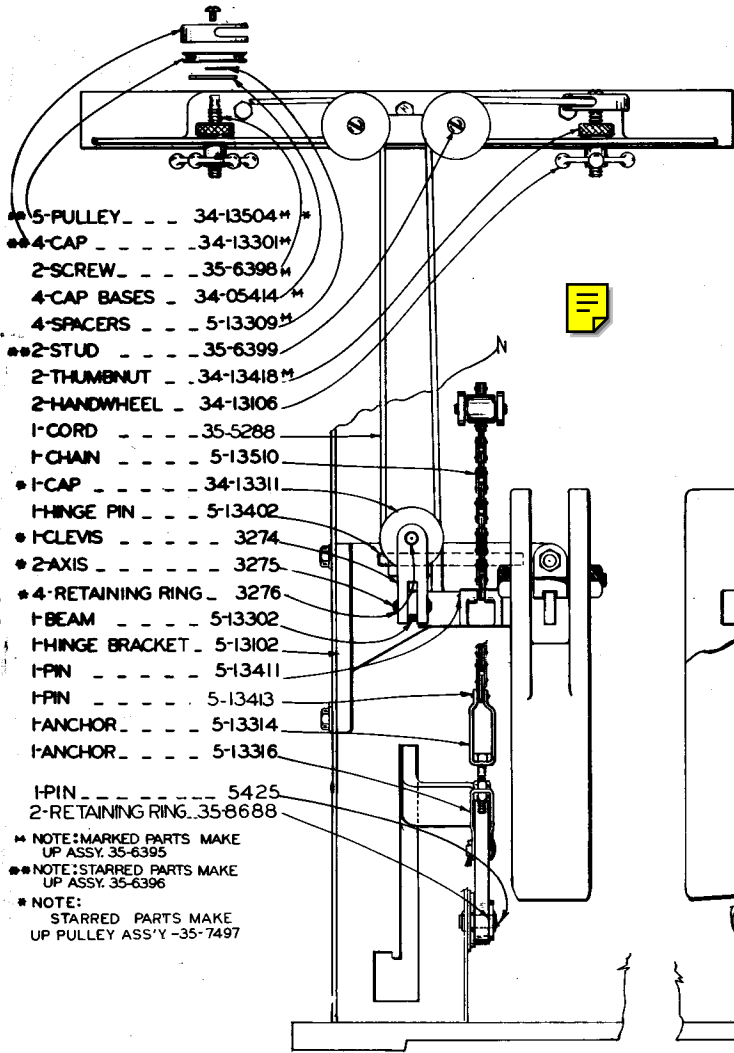 ** 5-PULLEY _ _ _ 34-13504 M *
** 4-CAP _ _ _ _ _ 34-13301 M
2-SCREW _ _ _ _ 35-6398 M
4-CAP BASES _ 34-05414 M
4-SPACERS _ _ _ 5-13309 M
** 2-STUD _ _ _ 35-6399
2-THUMBNUT _ _ 34-13418 M
2-HANDWHEEL _ 34-13106
1-CORD _ _ _ _ 35-5288
1-CHAIN _ _ _ _ 5-13510
* 1-CAP _ _ _ _ 34-13311
1-HINGE PIN _ _ _ 5-13402
* 1-CLEVIS _ _ _ _ 3274
* 2-AXIS _ _ _ _ 3275
* 4-RETAINING RING _ 3276
1-BEAM _ _ _ _ 5-13302
1-HINGE BRACKET _ 5-13102
1-PIN _ _ _ _ 5-13411
1-PIN _ _ _ _ 5-13413
1-ANCHOR _ _ _ _ 5-13314
1-ANCHOR _ _ _ _ 5-13316
1-PIN _ _ _ _ _ _ _ 5425
2-RETAINING RING _ 35-8688
M NOTE: MARKED PARTS MAKE
UP ASSY. 35-6395
** NOTE: STARRED PARTS MAKE
UP ASSY. 35-6396
* NOTE:
STARRED PARTS MAKE
UP PULLEY ASS'Y -35-7497
N